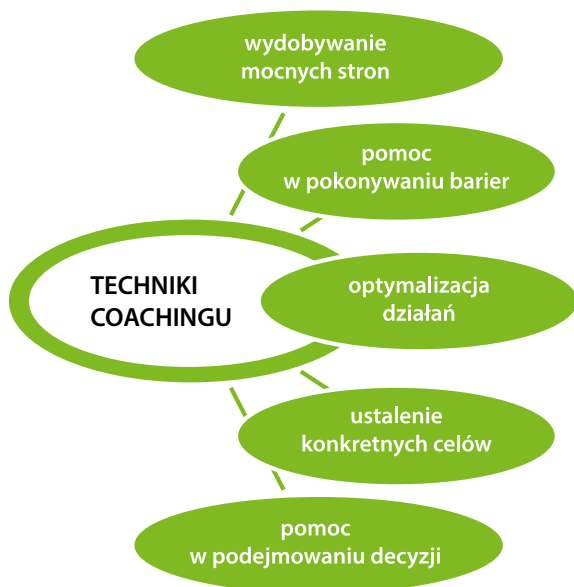 wydobywanie
mocnych stron
pomoc
w pokonywaniu barier
TECHNIKI
COACHINGU
optymalizacja
działań
ustalenie
konkretnych celów
pomoc
w podejmowaniu decyzji